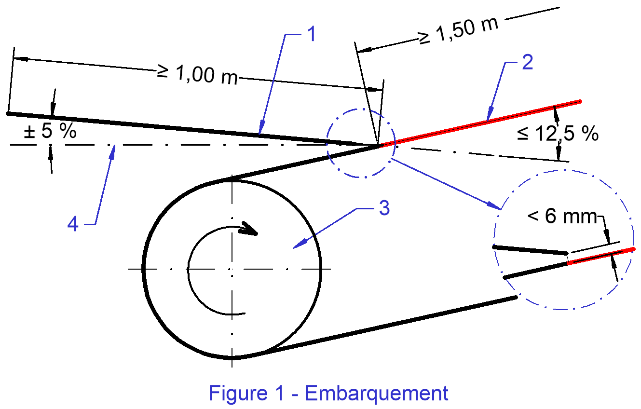 1
≥ 1,50 m
≥ 1,00 m
2
± 5 %
≤ 12,5 %
4
3
< 6 mm
Figure 1 - Embarquement